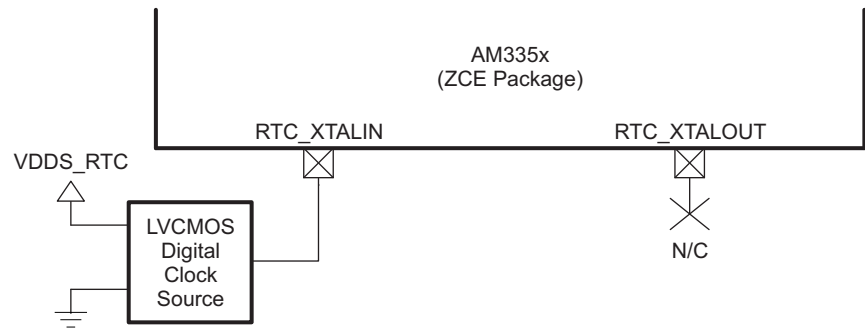 AM335x
(ZCE Package)
RTC_XTALIN
RTC_XTALOUT
VDDS_RTC
LVCMOS
Digital
Clock
Source
N/C